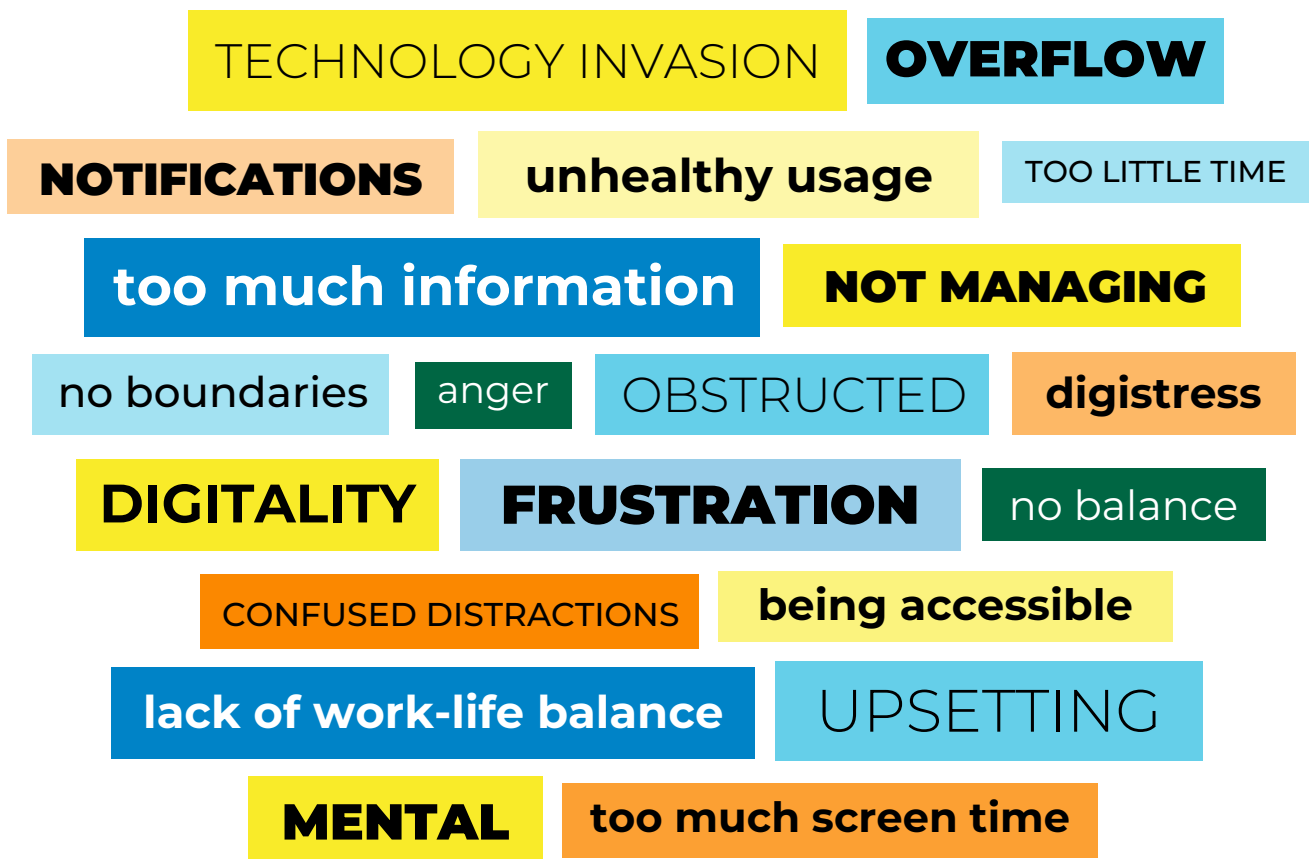 TECHNOLOGY INVASION
OVERFLOW
NOTIFICATIONS
unhealthy usage
TOO LITTLE TIME
too much information
NOT MANAGING
no boundaries
anger
OBSTRUCTED
digistress
DIGITALITY
FRUSTRATION
no balance
CONFUSED DISTRACTIONS
being accessible
lack of work-life balance
UPSETTING
MENTAL
too much screen time